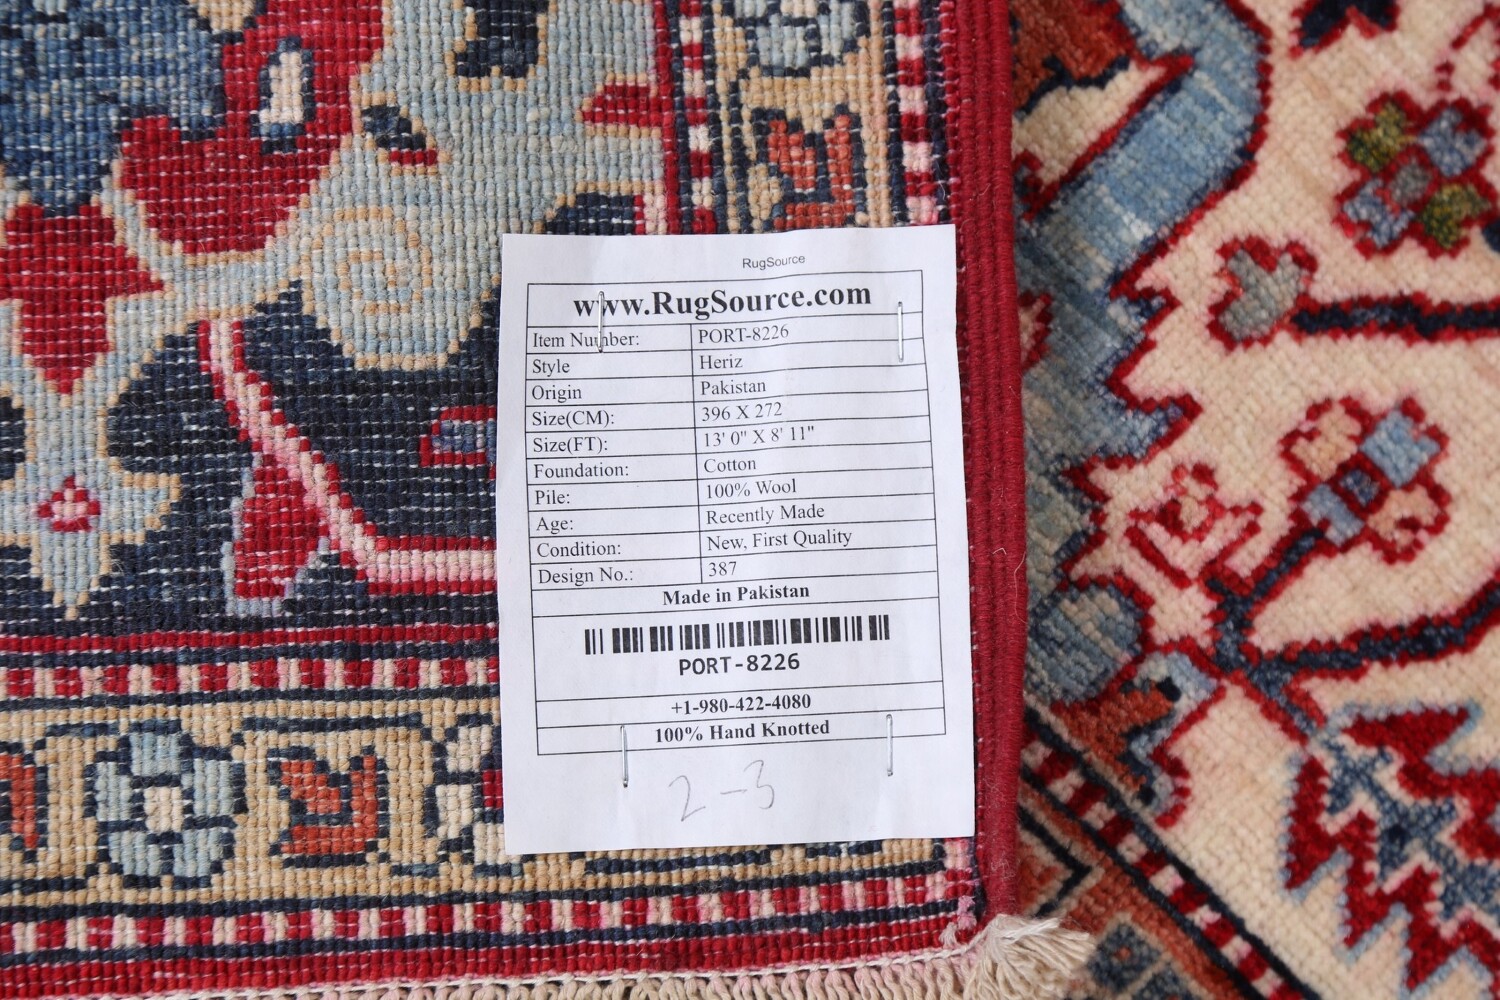 RugSource
www.RugSource.com
Item Number: PORT-8226
Style Heriz
Origin Pakistan
Size(CM): 396 X 272
Size(FT): 13' 0" X 8' 11"
Foundation: Cotton
Pile: 100% Wool
Age: Recently Made
Condition: New, First Quality
Design No.: 387
Made in Pakistan
PORT-8226
+1-980-422-4080
100% Hand Knotted
2-3